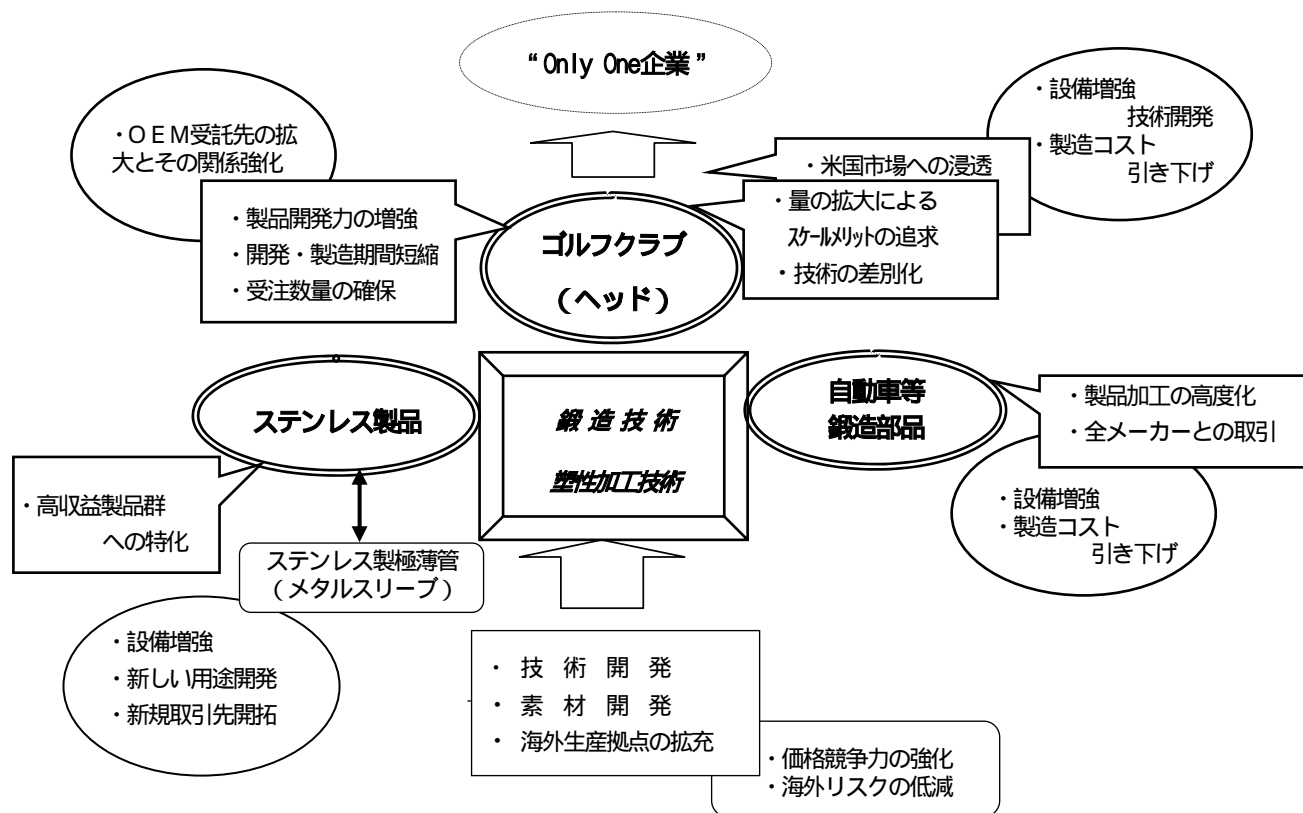 “Only One企業”
・OEM受託先の拡
大とその関係強化
・製品開発力の増強
・開発・製造期間短縮
・受注数量の確保
ゴルフクラブ
(ヘッド)
・米国市場への浸透
・量の拡大による
スケールメリットの追求
・技術の差別化
・設備増強
技術開発
・製造コスト
引き下げ
ステンレス製品
鍛造技術
塑性加工技術
自動車等
鍛造部品
・製品加工の高度化
・全メーカーとの取引
・設備増強
・製造コスト
引き下げ
・高収益製品群
への特化
ステンレス製極薄管
(メタルスリーブ)
・設備増強
・新しい用途開発
・新規取引先開拓
・ 技 術 開 発
・ 素 材 開 発
・ 海外生産拠点の拡充
・価格競争力の強化
・海外リスクの低減